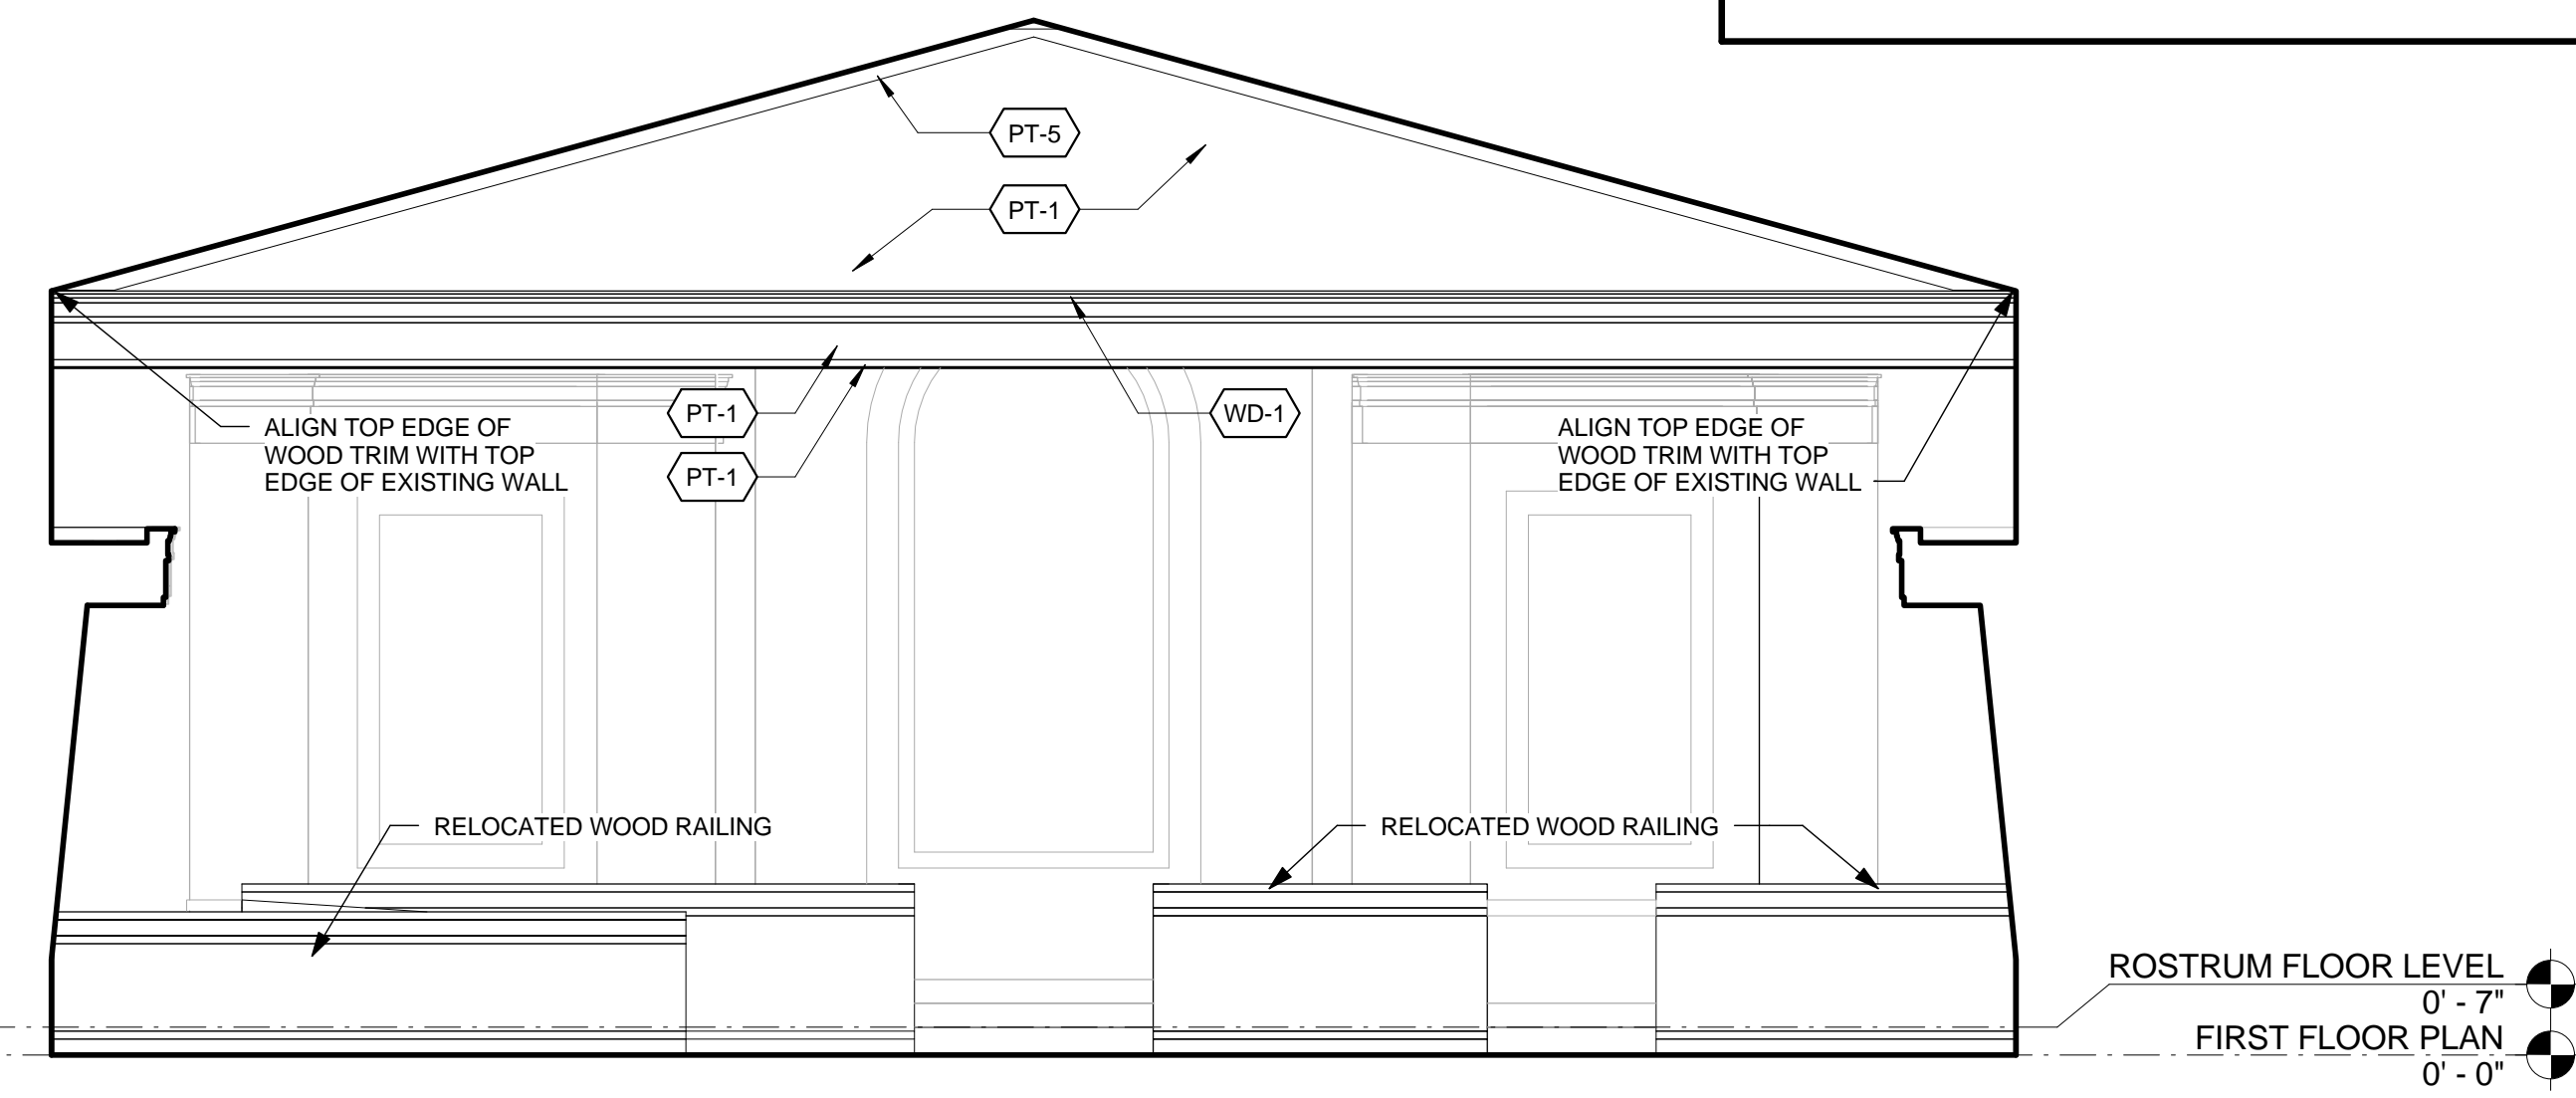 PT-5
PT-1
PT-1
WD-1
ALIGN TOP EDGE OF
WOOD TRIM WITH TOP
EDGE OF EXISTING WALL
PT-1
ALIGN TOP EDGE OF
WOOD TRIM WITH TOP
EDGE OF EXISTING WALL
RELOCATED WOOD RAILING
RELOCATED WOOD RAILING
ROSTRUM FLOOR LEVEL
0' - 7"
FIRST FLOOR PLAN
0' - 0"